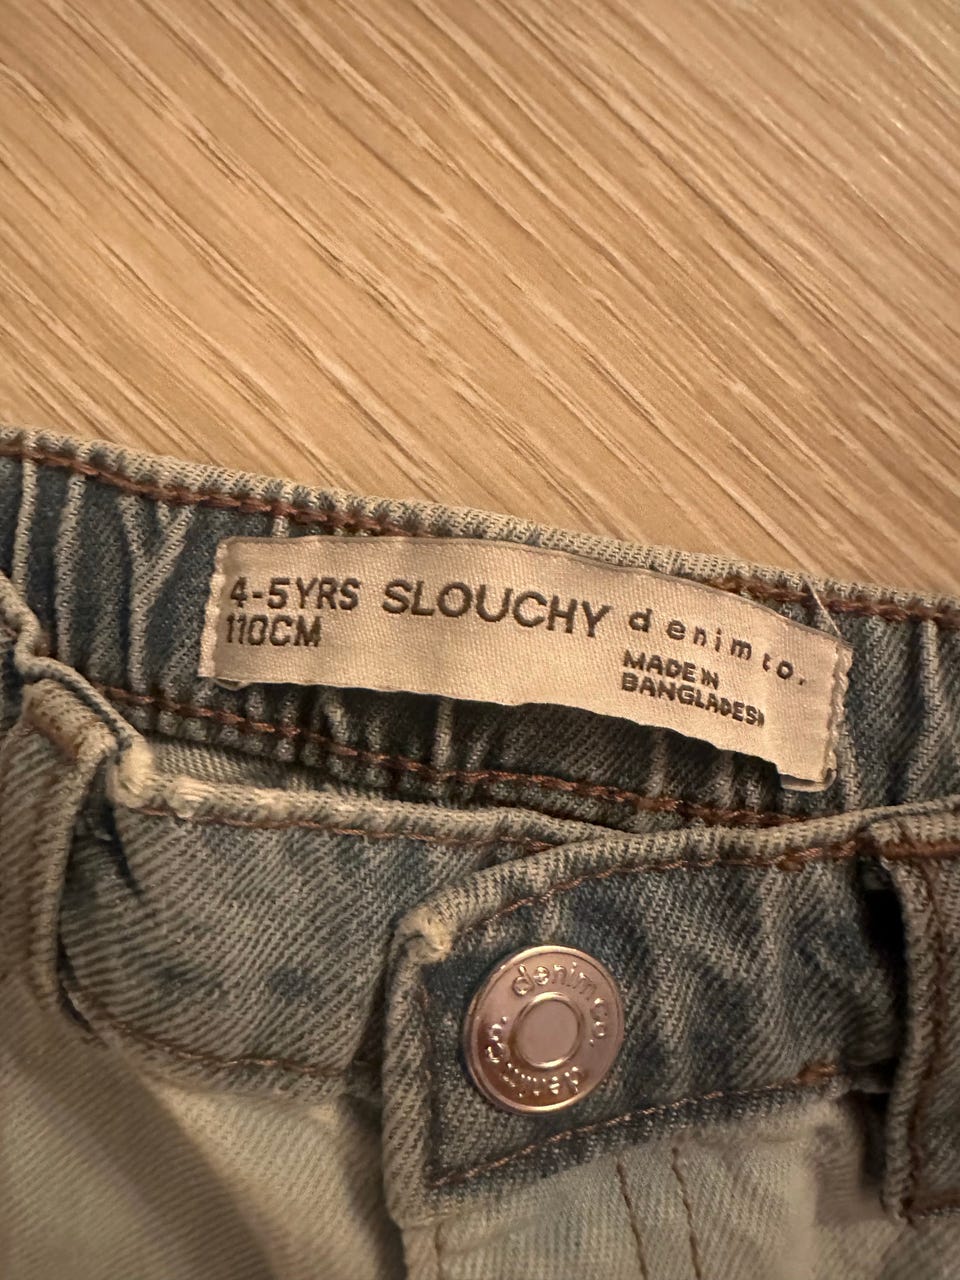 4-5YRS SLOUCHY denim co.
110CM
MADE IN
BANGLADESH
denim co.
denim co.